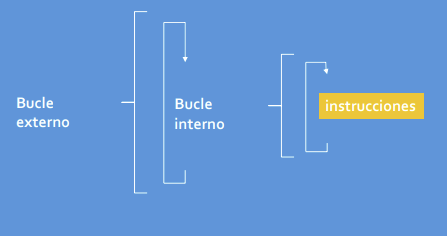 Bucle
externo
Bucle
interno
instrucciones